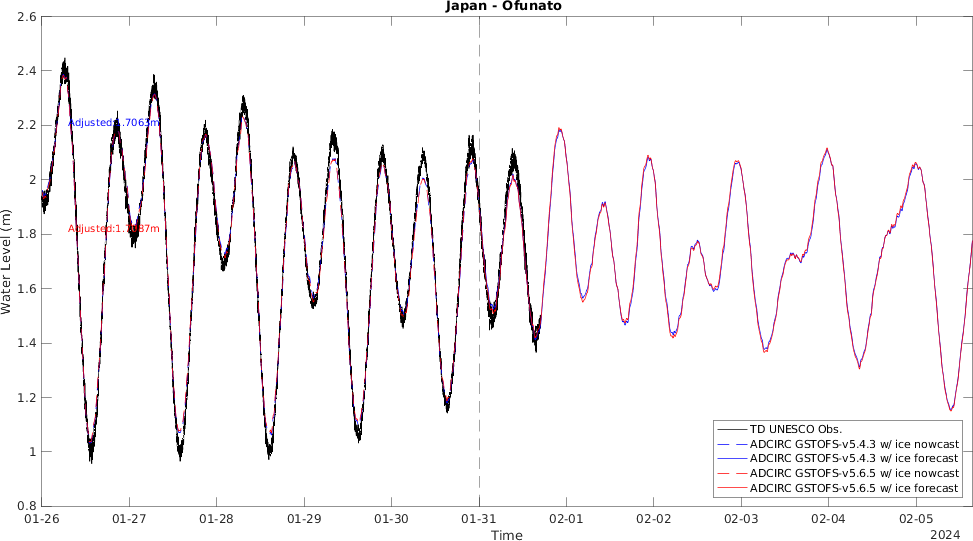 Japan - Ofunato
Water Level (m)
2.6
2.4
2.2
2
1.8
1.6
1.4
1.2
1
0.8
TD UNESCO Obs.
ADCIRC GSTOFS-v5.4.3 w/ ice nowcast
ADCIRC GSTOFS-v5.4.3 w/ ice forecast
ADCIRC GSTOFS-v5.6.5 w/ ice nowcast
ADCIRC GSTOFS-v5.6.5 w/ ice forecast
01-26 01-27 01-28 01-29 01-30 01-31 02-01 02-02 02-03 02-04 02-05
Time
2024